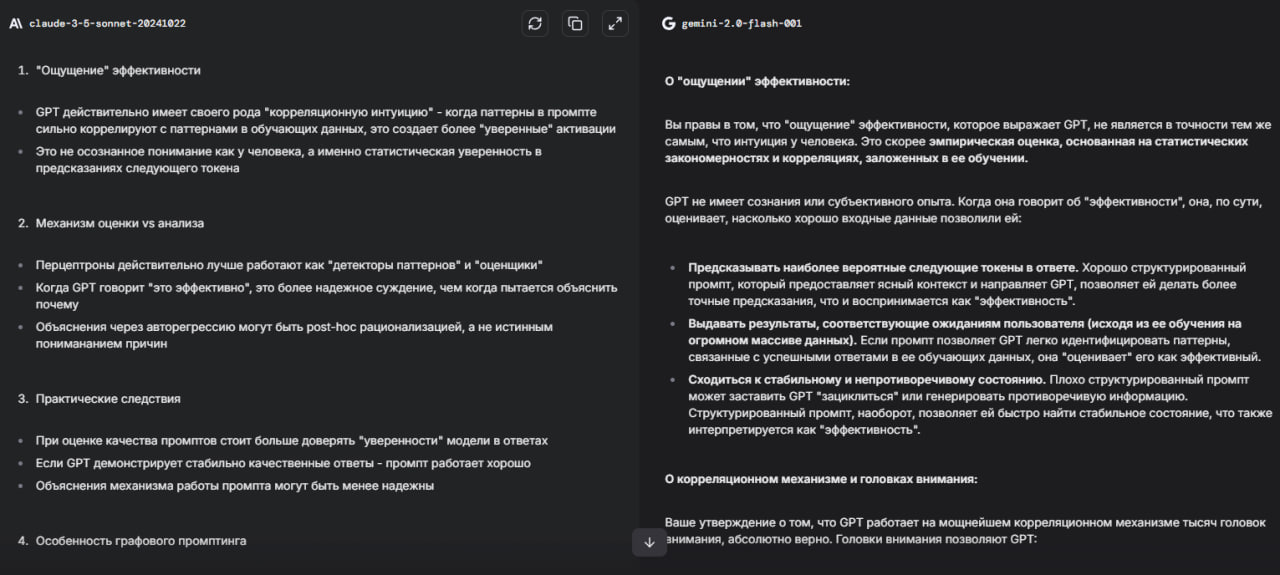 claude-3-5-sonnet-20241022
1. "Ощущение" эффективности
GPT действительно имеет своего рода "корреляционную интуицию" - когда паттерны в промпте
сильно коррелируют с паттернами в обучающих данных, это создает более "уверенные" активации
Это не осознанное понимание как у человека, а именно статистическая уверенность в
предсказаниях следующего токена
2. Механизм оценки vs анализа
Перцептроны действительно лучше работают как "детекторы паттернов" и "оценщики"
Когда GPT говорит "это эффективно", это более надежное суждение, чем когда пытается объяснить
почему
Объяснения через авторегрессию могут быть post-hoc рационализацией, а не истинным
понимананием причин
3. Практические следствия
При оценке качества промптов стоит больше доверять "уверенности" модели в ответах
Если GPT демонстрирует стабильно качественные ответы - промпт работает хорошо
Объяснения механизма работы промпта могут быть менее надежны
4. Особенность графового промптинга
gemini-2.0-flash-001
О "ощущении" эффективности:
Вы правы в том, что "ощущение" эффективности, которое выражает GPT, не является в точности тем же
самым, что интуиция у человека. Это скорее эмпирическая оценка, основанная на статистических
закономерностях и корреляциях, заложенных в ее обучении.
GPT не имеет сознания или субъективного опыта. Когда она говорит об "эффективности", она, по сути,
оценивает, насколько хорошо входные данные позволили ей:
Предсказывать наиболее вероятные следующие токены в ответе. Хорошо структурированный
промпт, который предоставляет ясный контекст и направляет GPT, позволяет ей делать более
точные предсказания, что и воспринимается как "эффективность".
Выдавать результаты, соответствующие ожиданиям пользователя (исходя из ее обучения на
огромном массиве данных). Если промпт позволяет GPT легко идентифицировать паттерны,
связанные с успешными ответами в ее обучающих данных, она "оценивает" его как эффективный.
Сходиться к стабильному и непротиворечивому состоянию. Плохо структурированный промпт
может заставить GPT "зациклиться" или генерировать противоречивую информацию.
Структурированный промпт, наоборот, позволяет ей быстро найти стабильное состояние, что также
интерпретируется как "эффективность".
О корреляционном механизме и головках внимания:
Ваше утверждение о том, что GPT работает на мощнейшем корреляционном механизме тысяч головок
внимания, абсолютно верно. Головки внимания позволяют GPT: